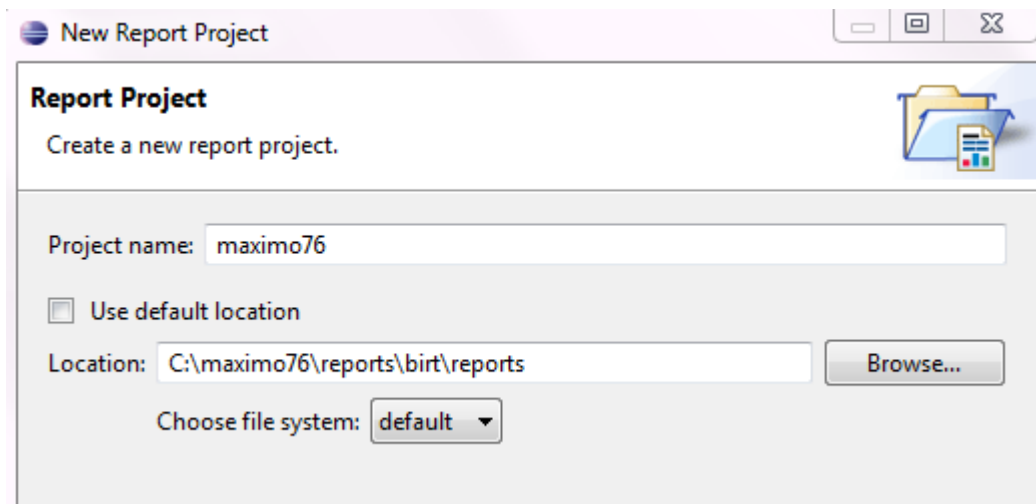 New Report Project
Report Project
Create a new report project.
Project name: maximo76
Use default location
Location: C:\maximo76\reports\birt\reports Browse...
Choose file system: default